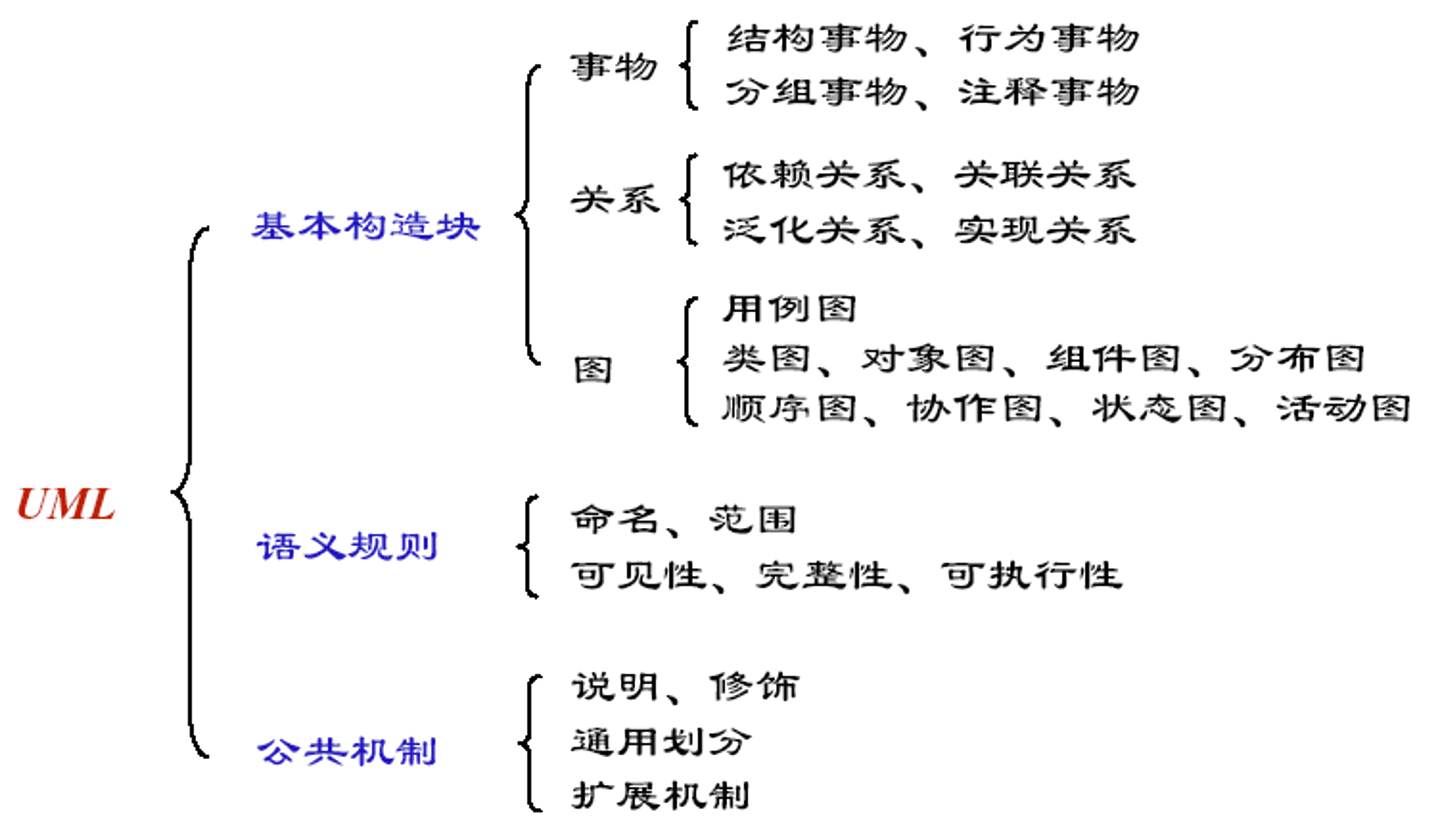 结构事物、行为事物
事物
分组事物、注释事物
依赖关系、关联关系
关系
基本构造块
泛化关系、实现关系
用例图
类图、对象图、组件图、分布图
图
顺序图、协作图、状态图、活动图
UML
命名、范围
语义规则
可见性、完整性、可执行性
说明、修饰
通用划分
公共机制
扩展机制